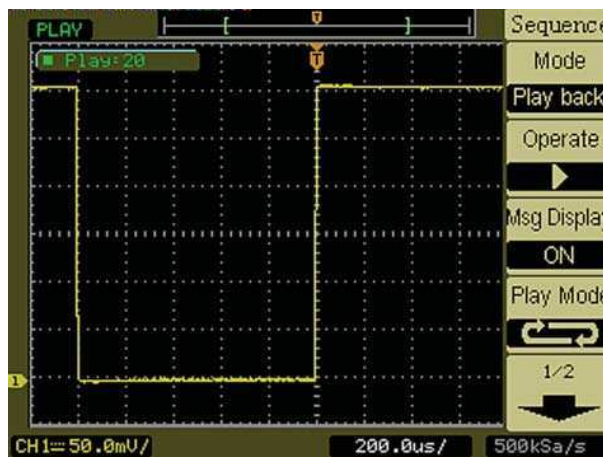 PLAY
T
Sequence
Play:20
T
Mode
Play back
Operate
Msg Display
ON
Play Mode
1/2
1
CH1 50.0mV/
200.0us/
500kSa/s